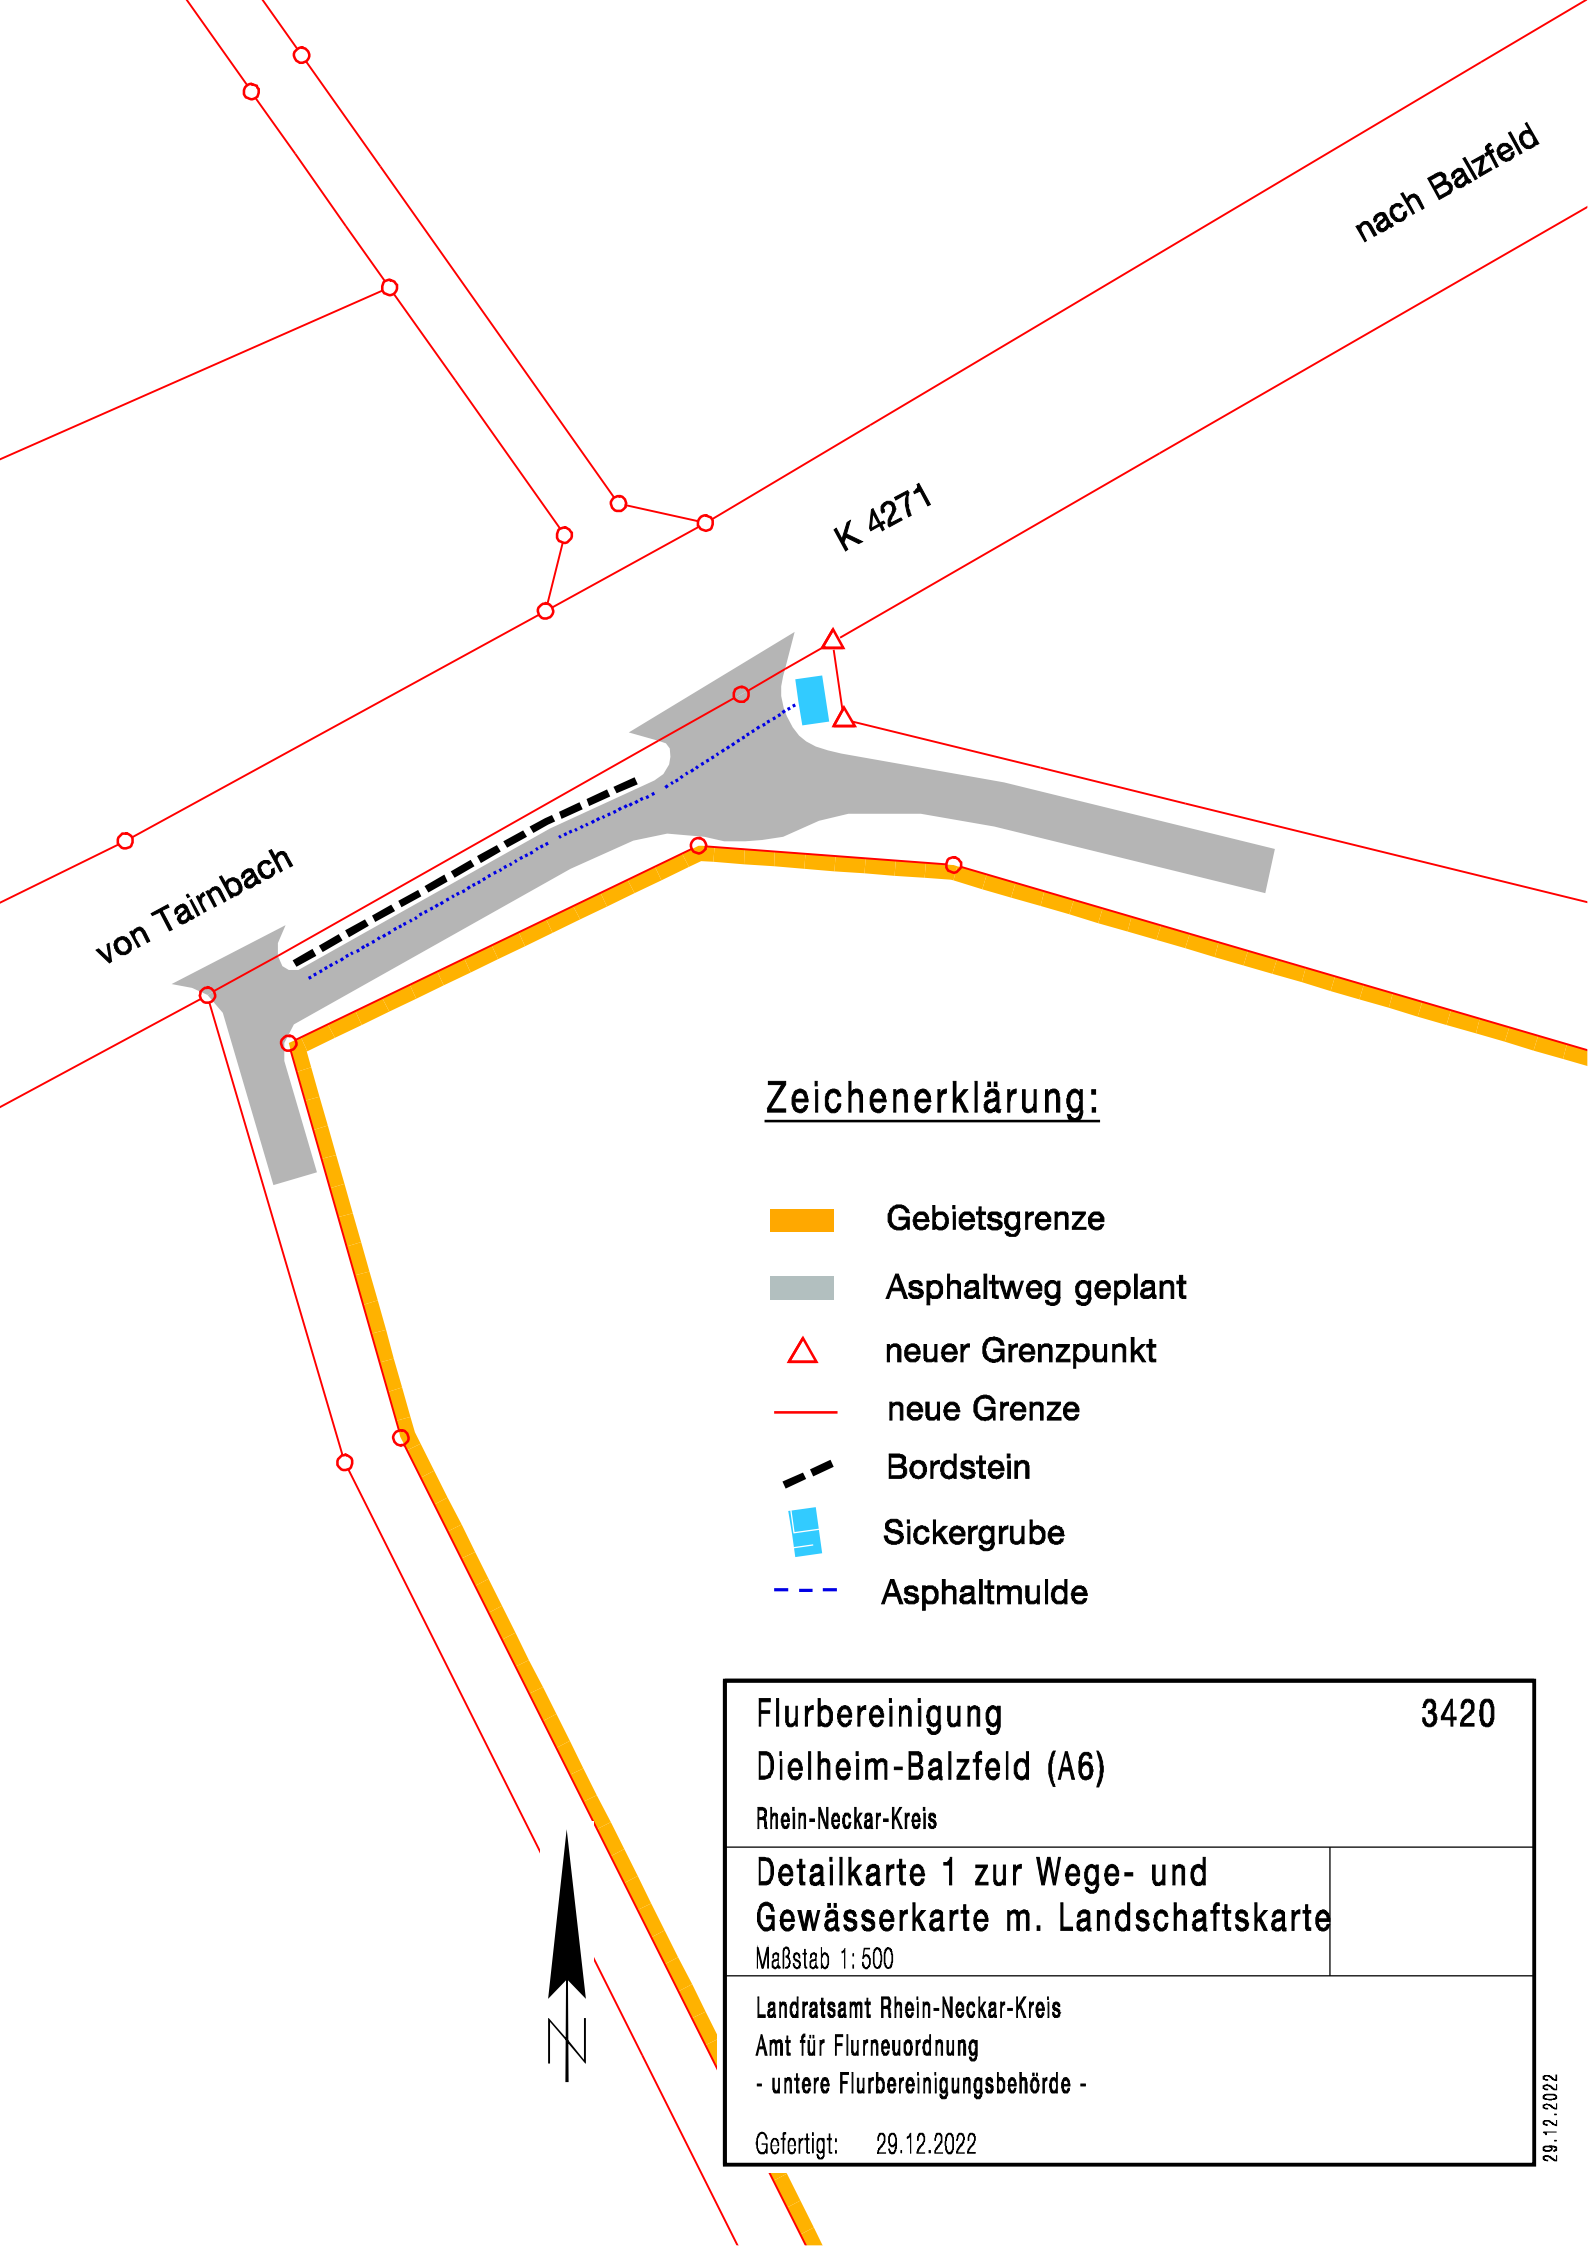 nach Balzfeld
K 4271
von Tairnbach
Zeichenerklärung:
Gebietsgrenze
Asphaltweg geplant
neuer Grenzpunkt
neue Grenze
Bordstein
Sickergrube
Asphaltmulde
Flurbereinigung 3420
Dielheim-Balzfeld (A6)
Rhein-Neckar-Kreis
Detailkarte 1 zur Wege- und
Gewässerkarte m. Landschaftskarte
Maßstab 1: 500
Landratsamt Rhein-Neckar-Kreis
Amt für Flurneuordnung
- untere Flurbereinigungsbehörde -
Gefertigt: 29.12.2022
29.12.2022
N